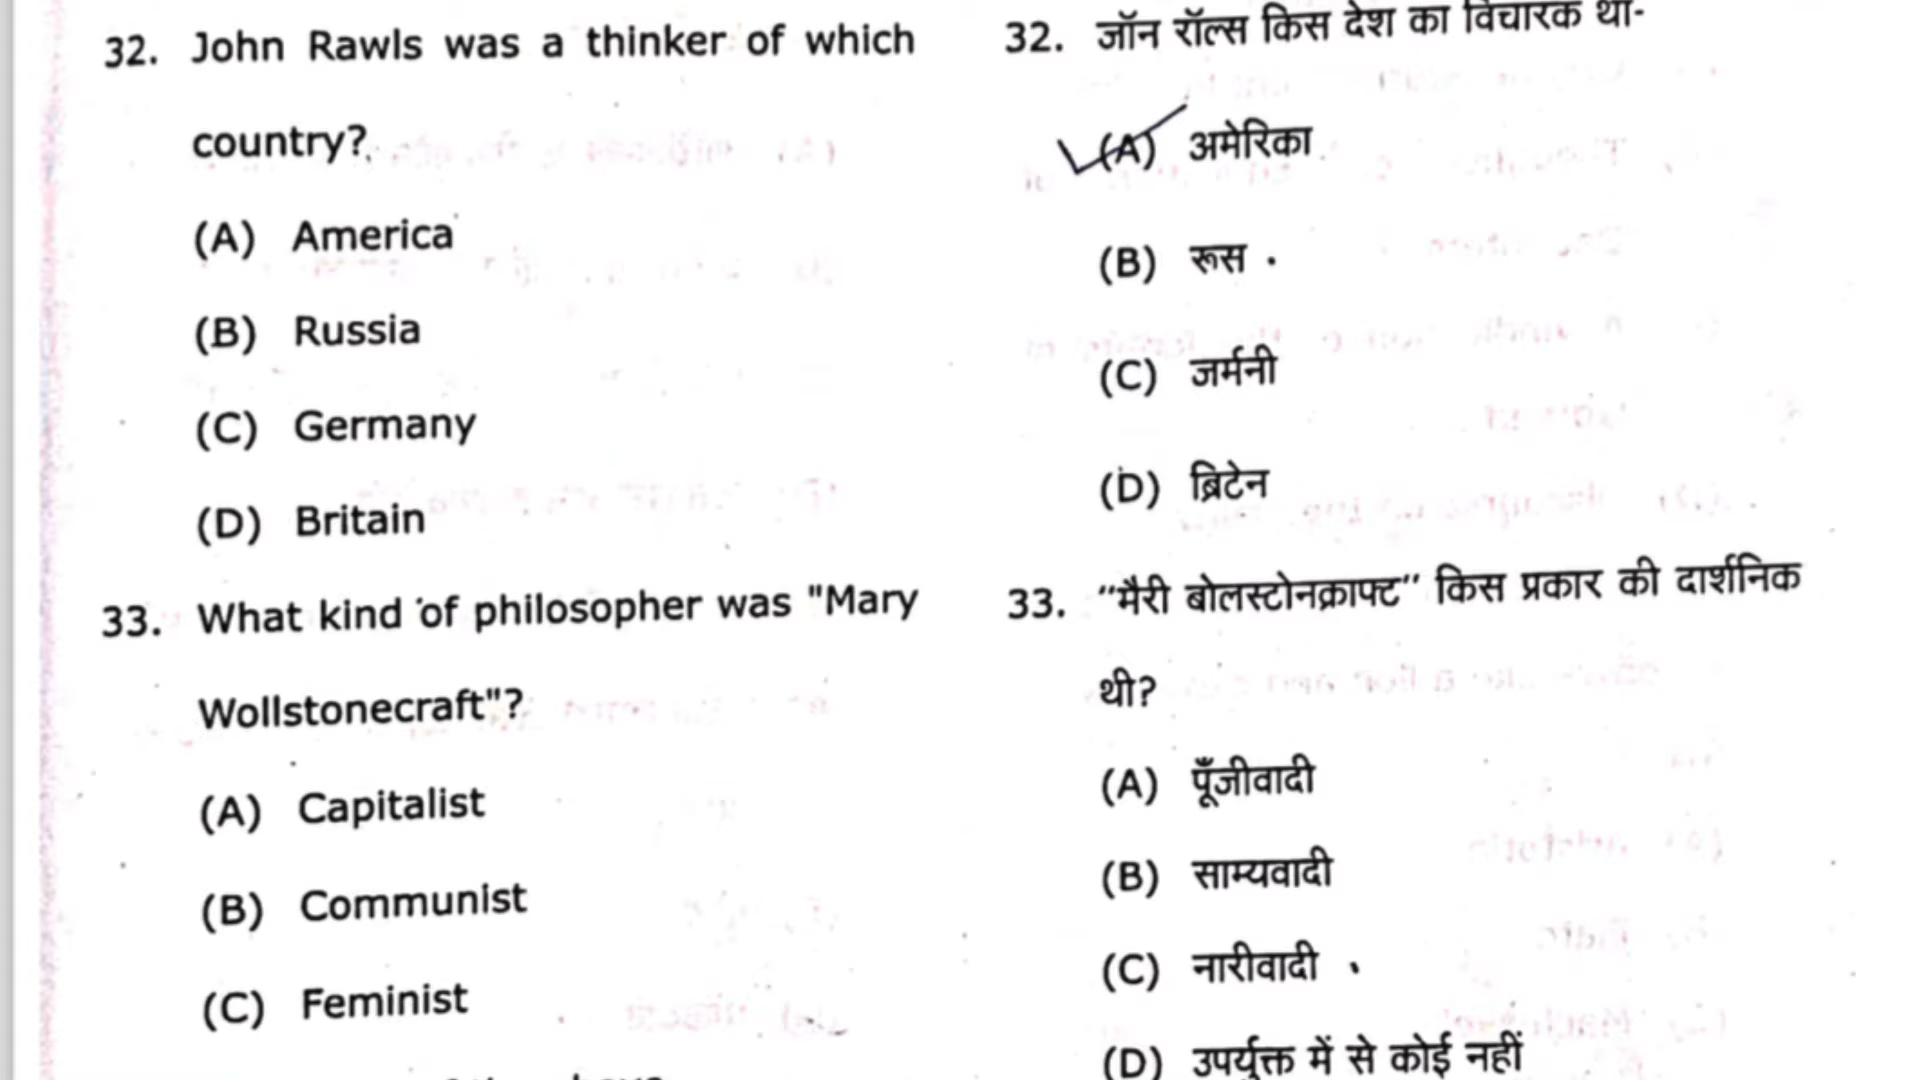 32. John Rawls was a thinker of which
country?
(A) America
(B) Russia
(C) Germany
(D) Britain
33. What kind of philosopher was "Mary
Wollstonecraft"?
(A) Capitalist
(B) Communist
(C) Feminist
32. जॉन रॉल्स किस देश का विचारक था-
(A) अमेरिका
(B) रूस
(C) जर्मनी
(D) ब्रिटेन
33. “मैरी बोलस्टोनक्राफ्ट” किस प्रकार की दार्शनिक
थी?
(A) पूँजीवादी
(B) साम्यवादी
(C) नारीवादी
(D) उपर्युक्त में से कोई नहीं